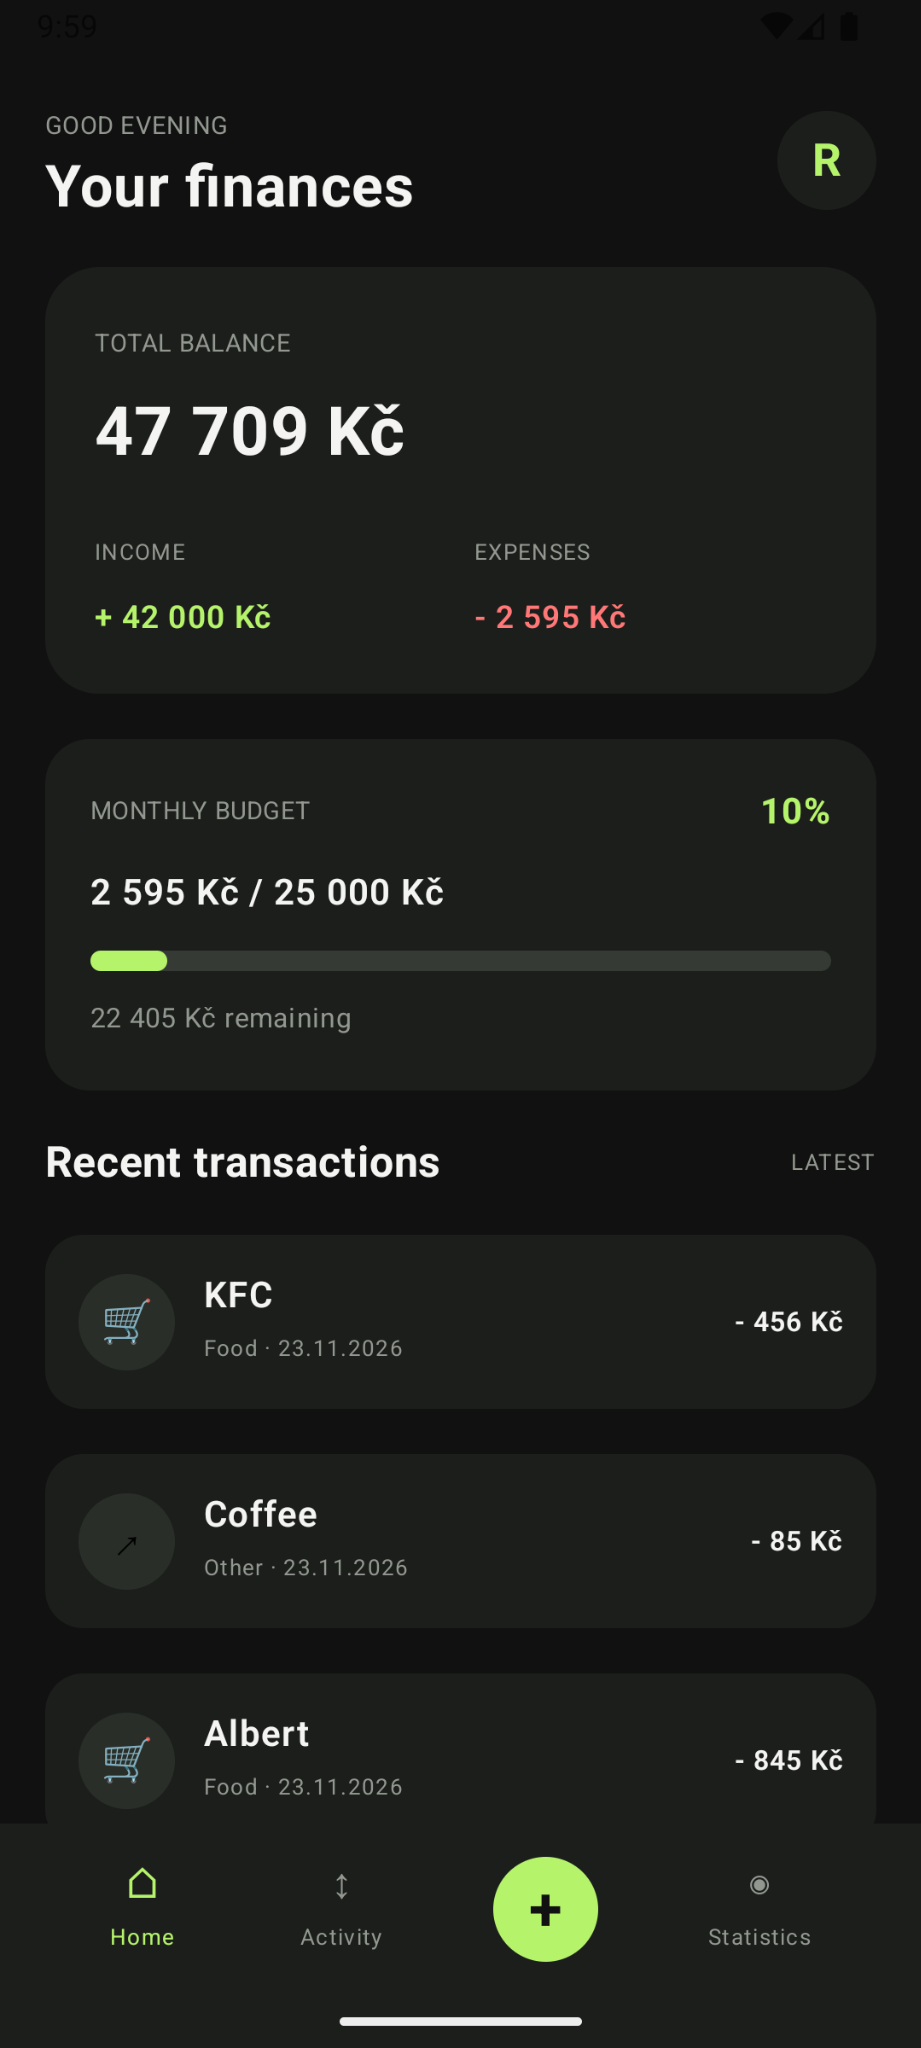 9:59
GOOD EVENING
Your finances
R
TOTAL BALANCE
47 709 Kč
INCOME
EXPENSES
+ 42 000 Kč
- 2 595 Kč
MONTHLY BUDGET
10%
2 595 Kč / 25 000 Kč
22 405 Kč remaining
Recent transactions
LATEST
KFC
Food · 23.11.2026
- 456 Kč
Coffee
Other · 23.11.2026
- 85 Kč
Albert
Food · 23.11.2026
- 845 Kč
Home
Activity
+
Statistics